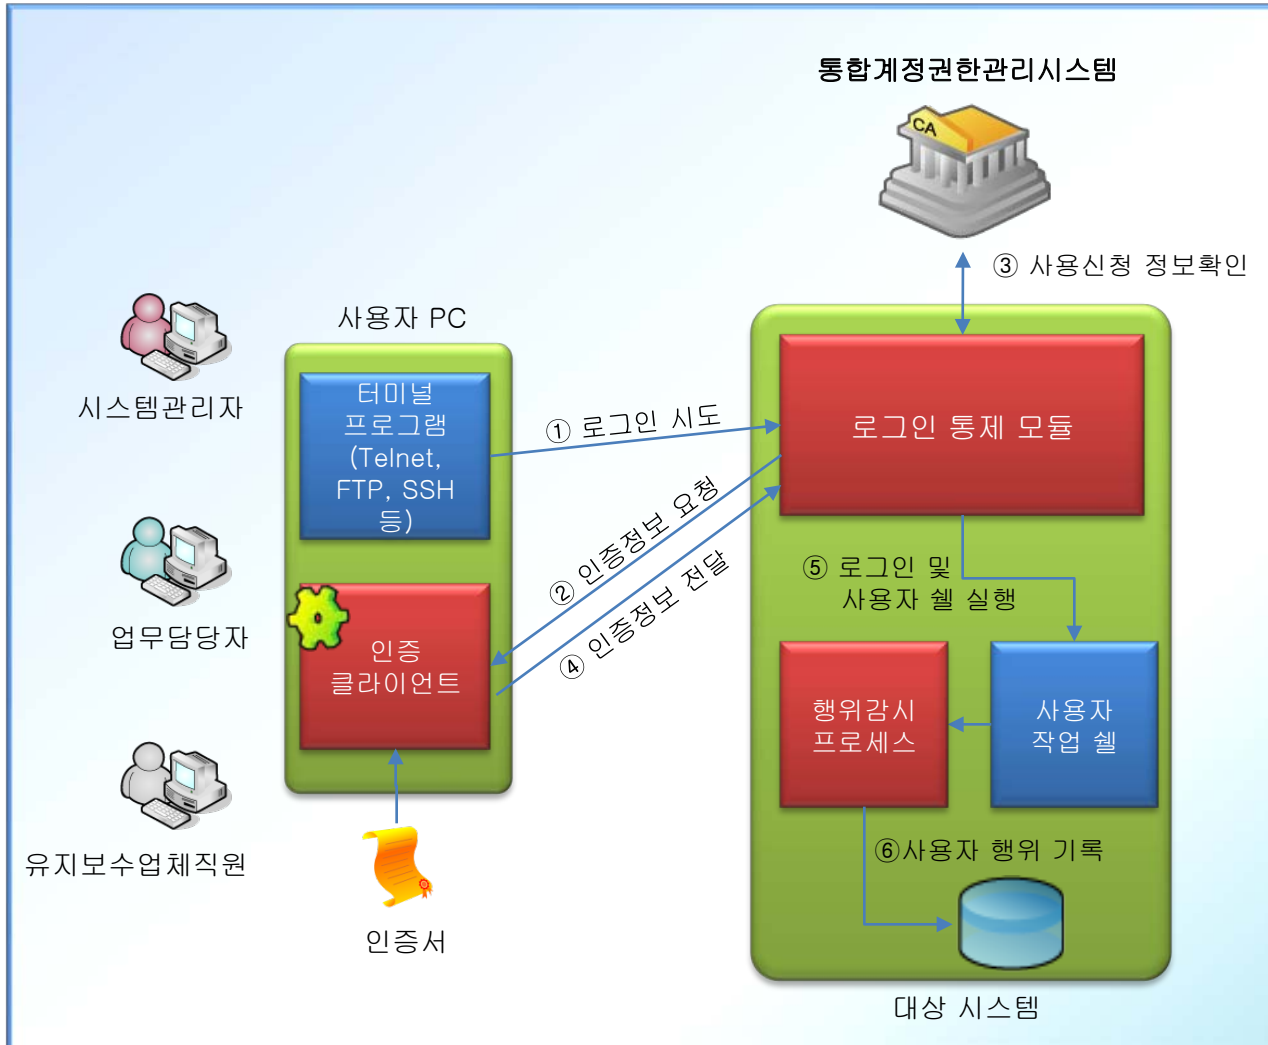 통합계정권한관리시스템
CA
③ 사용신청 정보확인
사용자 PC
시스템관리자
터미널
프로그램
(Telnet,
FTP, SSH
등)
① 로그인 시도
로그인 통제 모듈
② 인증정보 요청
④ 인증정보 전달
업무담당자
인증
클라이언트
⑤ 로그인 및
사용자 쉘 실행
행위감시
프로세스
사용자
작업 쉘
유지보수업체직원
인증서
⑥사용자 행위 기록
대상 시스템